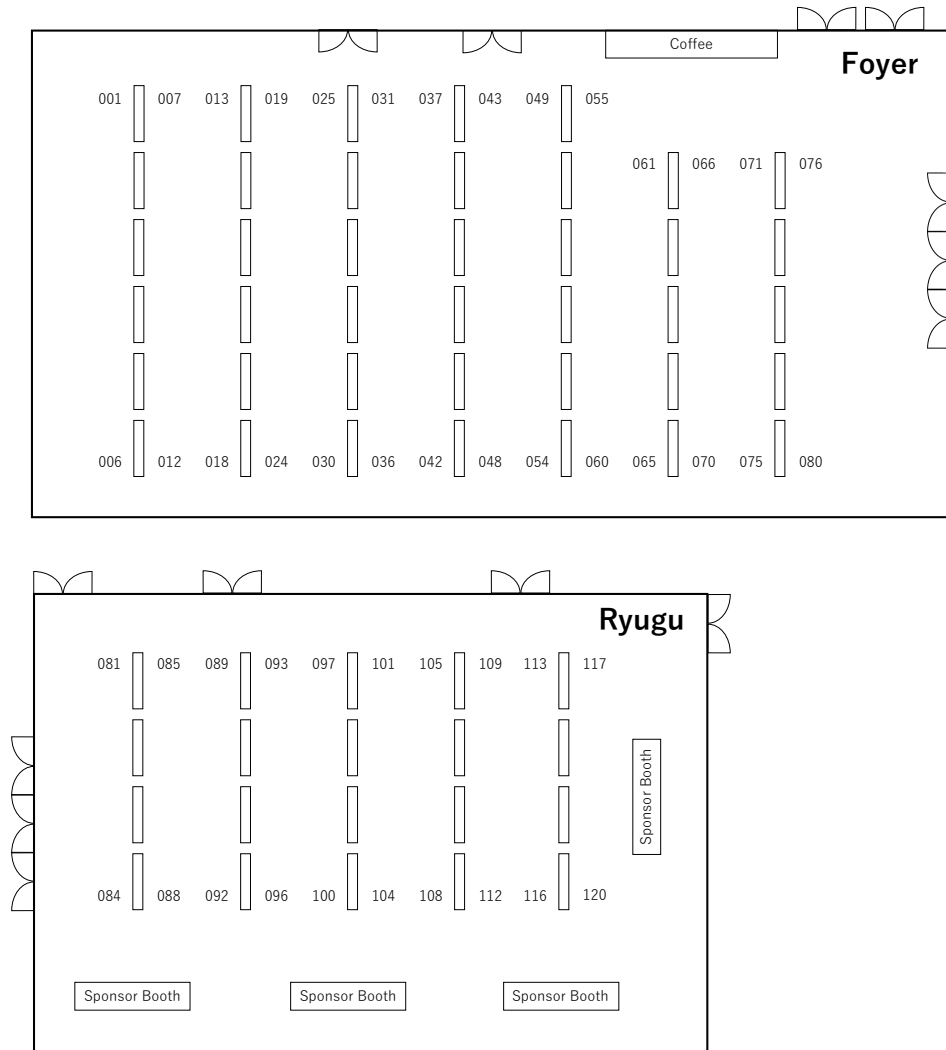 Coffee
Foyer
001 007 013 019 025 031 037 043 049 055
061 066 071 076
006 012 018 024 030 036 042 048 054 060 065 070 075 080
Ryugu
081 085 089 093 097 101 105 109 113 117
Sponsor Booth
084 088 092 096 100 104 108 112 116 120
Sponsor Booth Sponsor Booth Sponsor Booth